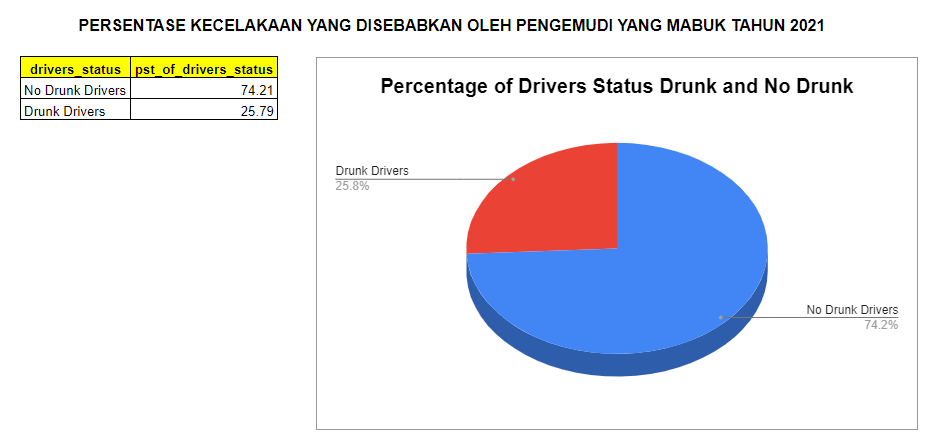 PERSENTASE KECELAKAAN YANG DISEBABKAN OLEH PENGEMUDI YANG MABUK TAHUN 2021
drivers_status pst_of_drivers_status
No Drunk Drivers 74.21
Drunk Drivers 25.79
Percentage of Drivers Status Drunk and No Drunk
Drunk Drivers
25.8%
No Drunk Drivers
74.2%